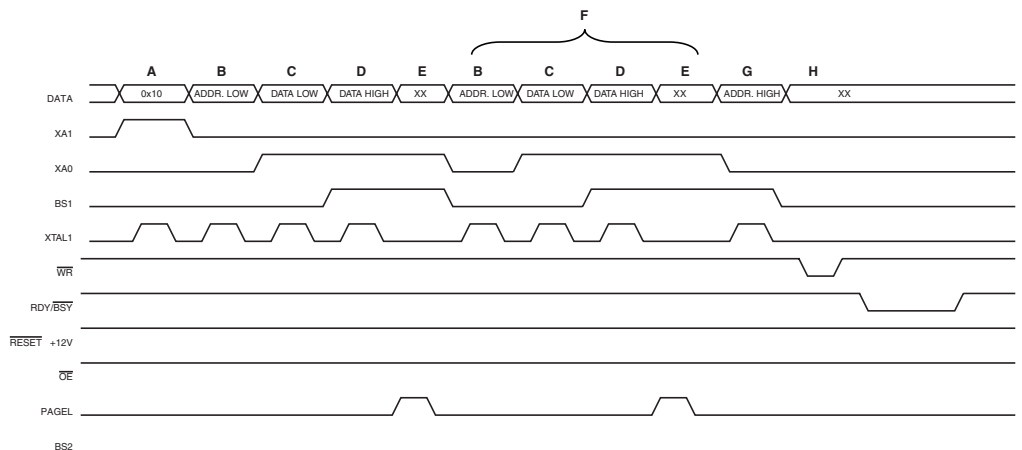 F
A B C D E B C D E G H
DATA 0x10 ADDR. LOW DATA LOW DATA HIGH XX ADDR. LOW DATA LOW DATA HIGH XX ADDR. HIGH XX
XA1
XA0
BS1
XTAL1
WR
RDY/BSY
RESET +12V
OE
PAGEL
BS2